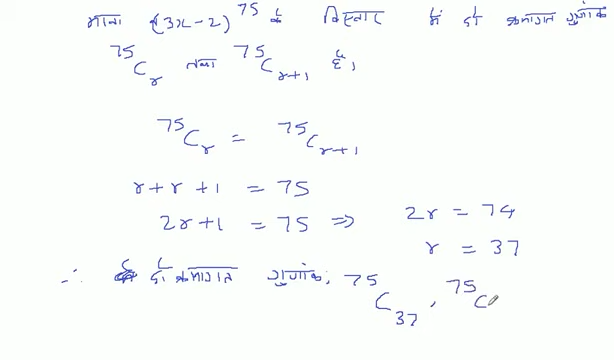 माना (3x-2)^75 के विस्तार में दो क्रमागत गुणांक
^75C_r तथा ^75C_{r+1} हैं,
^75C_r = ^75C_{r+1}
r+r+1 = 75
2r+1 = 75 ⇒ 2r = 74
r = 37
∴ दो क्रमागत गुणांक, ^75C_37, ^75C